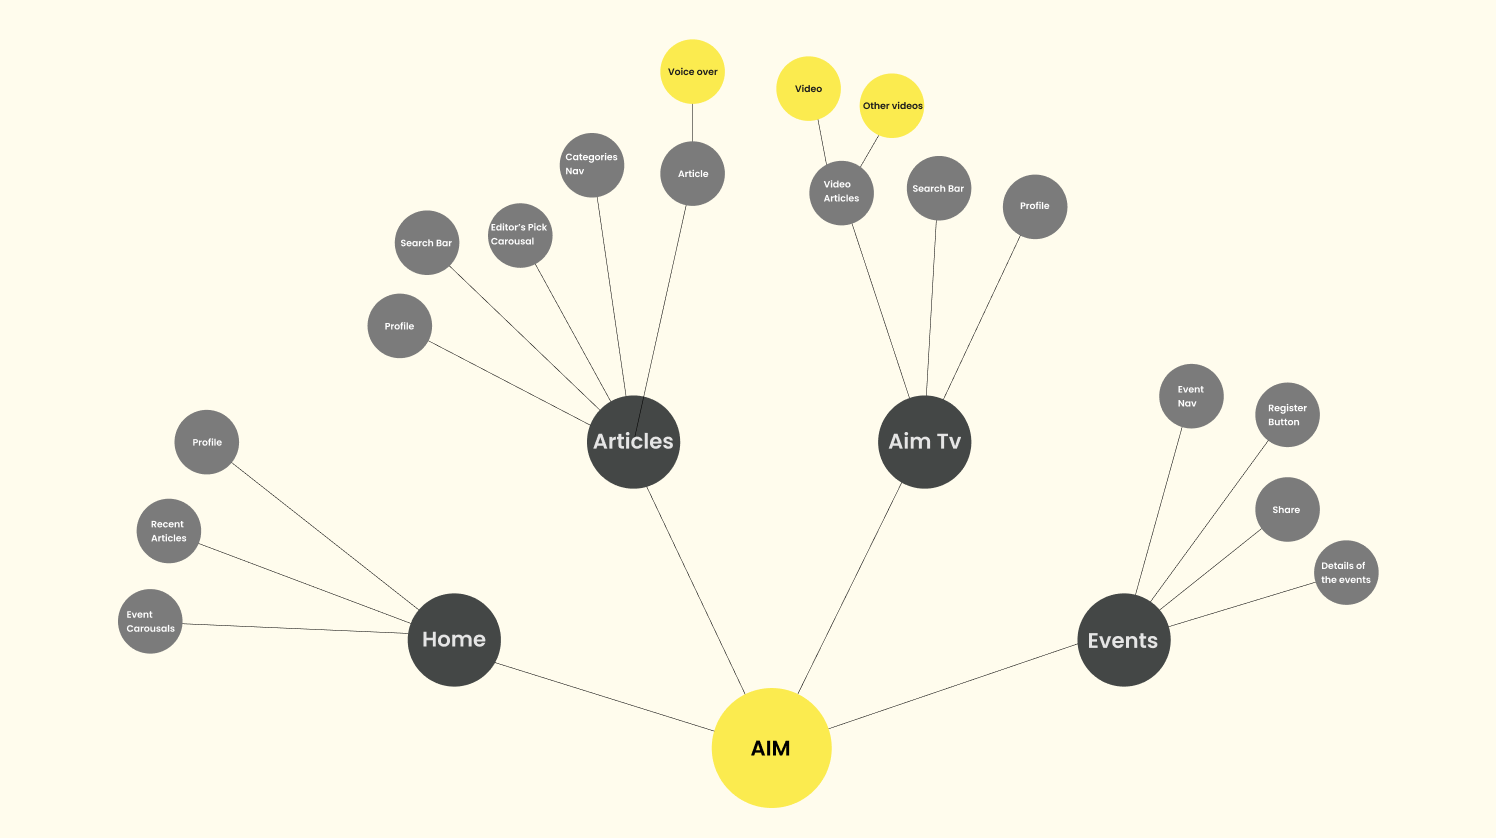 Voice over
Video
Other videos
Categories
Nav
Article
Video
Articles
Search Bar
Profile
Editor's Pick
Carousal
Search Bar
Profile
Articles
Aim Tv
Event
Nav
Register
Button
Share
Details of
the events
Profile
Recent
Articles
Event
Carousals
Home
Events
AIM